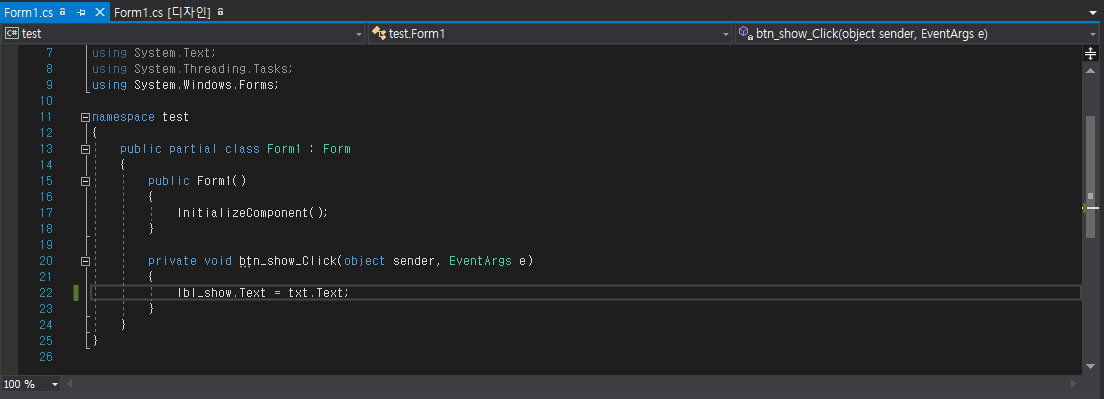 Form1.cs
Form1.cs [디자인]
test
test.Form1
btn_show_Click(object sender, EventArgs e)
7 using System.Text;
8 using System.Threading.Tasks;
9 using System.Windows.Forms;
10
11 namespace test
12 {
13 public partial class Form1 : Form
14 {
15 public Form1()
16 {
17 InitializeComponent();
18 }
19
20 private void btn_show_Click(object sender, EventArgs e)
21 {
22 lbl_show.Text = txt.Text;
23 }
24 }
25 }
26
100 %